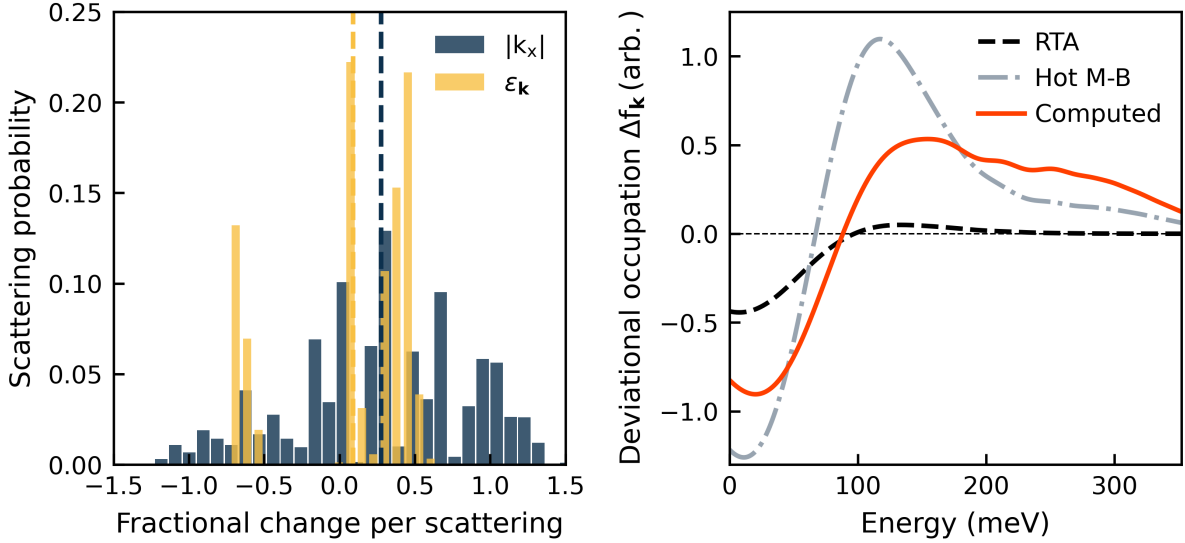 0.25
0.20
0.15
0.10
0.05
0.00
Scattering probability
|kₓ|
εₖ
−1.5
−1.0
−0.5
0.0
0.5
1.0
1.5
Fractional change per scattering
Deviational occupation Δfₖ (arb. )
1.0
0.5
0.0
−0.5
−1.0
RTA
Hot M-B
Computed
0
100
200
300
Energy (meV)